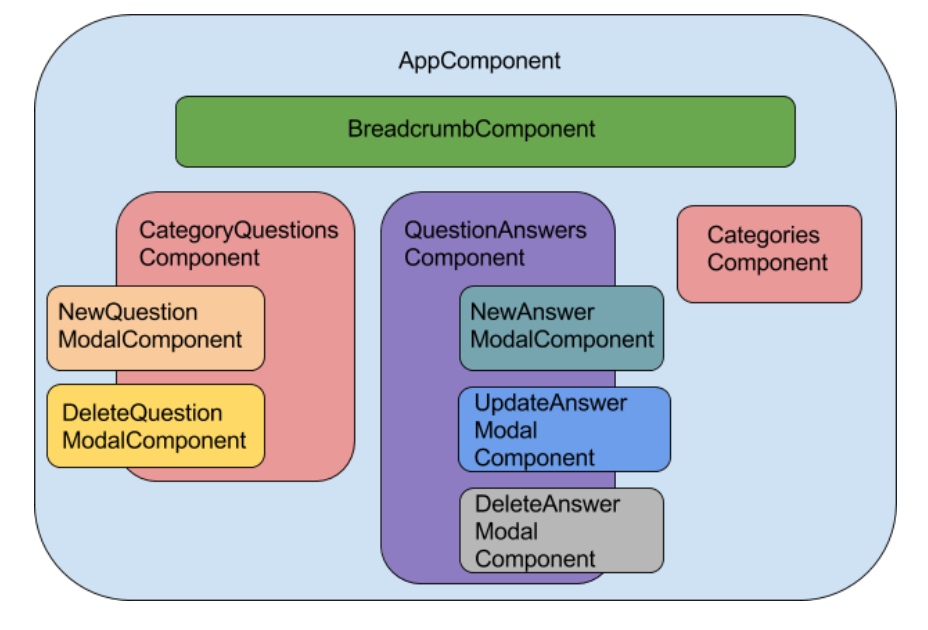 AppComponent
BreadcrumbComponent
CategoryQuestions
Component
NewQuestion
ModalComponent
DeleteQuestion
ModalComponent
QuestionAnswers
Component
NewAnswer
ModalComponent
UpdateAnswer
Modal
Component
DeleteAnswer
Modal
Component
Categories
Component